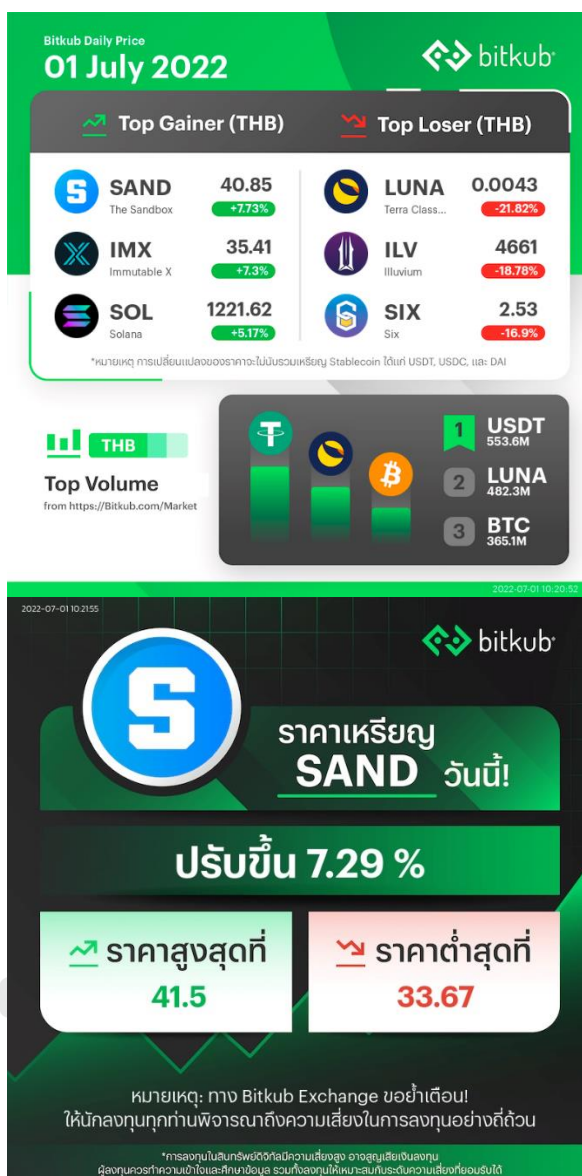 Bitkub Daily Price
01 July 2022
bitkub
Top Gainer (THB)
SAND 40.85
The Sandbox +7.73%
IMX 35.41
Immutable X +7.3%
SOL 1221.62
Solana +5.17%
Top Loser (THB)
LUNA 0.0043
Terra Class... -21.82%
ILV 4661
Illuvium -18.78%
SIX 2.53
Six -16.9%
*หมายเหตุ การเปลี่ยนแปลงของราคาจะไม่นับรวมเหรียญ Stablecoin ได้แก่ USDT, USDC, และ DAI
THB
Top Volume
from https://Bitkub.com/Market
1 USDT
553.6M
2 LUNA
482.3M
3 BTC
365.1M
2022-07-01 10:20:52
2022-07-01 10:21:55
bitkub
S
ราคาเหรียญ
SAND วันนี้!
ปรับขึ้น 7.29 %
ราคาสูงสุดที่
41.5
ราคาต่ำสุดที่
33.67
หมายเหตุ: ทาง Bitkub Exchange ขอย้ำเตือน!
ให้นักลงทุนทุกท่านพิจารณาถึงความเสี่ยงในการลงทุนอย่างถี่ถ้วน
*การลงทุนในสินทรัพย์ดิจิทัลมีความเสี่ยงสูง อาจสูญเสียเงินลงทุน
ผู้ลงทุนควรทำความเข้าใจและศึกษาข้อมูล รวมทั้งลงทุนให้เหมาะสมกับระดับความเสี่ยงที่ยอมรับได้